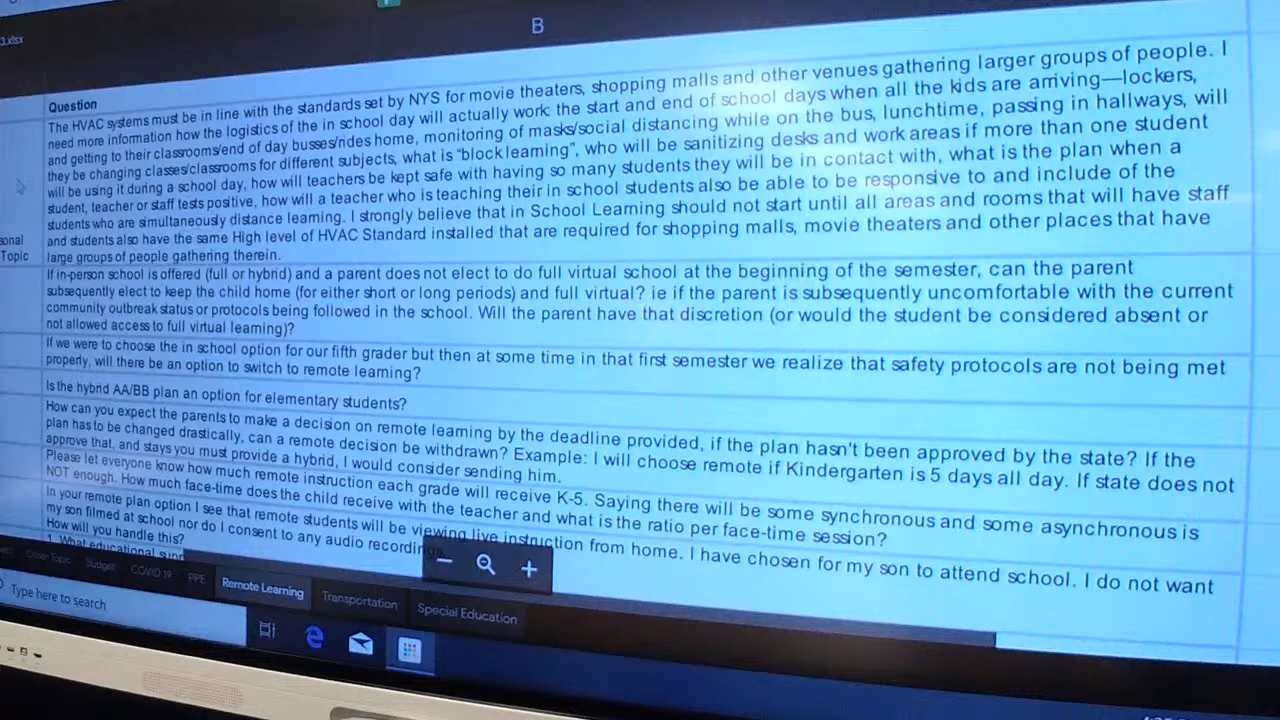 3.xlsx
B
Question
The HVAC systems must be in line with the standards set by NYS for movie theaters, shopping malls and other venues gathering larger groups of people. I
need more information how the logistics of the in school day will actually work: the start and end of school days when all the kids are arriving—lockers,
and getting to their classrooms/end of day busses/rides home, monitoring of masks/social distancing while on the bus, lunchtime, passing in hallways, will
they be changing classes/classrooms for different subjects, what is "block learning", who will be sanitizing desks and work areas if more than one student
will be using it during a school day, how will teachers be kept safe with having so many students they will be in contact with, what is the plan when a
student, teacher or staff tests positive, how will a teacher who is teaching their in school students also be able to be responsive to and include of the
students who are simultaneously distance learning. I strongly believe that in School Learning should not start until all areas and rooms that will have staff
and students also have the same High level of HVAC Standard installed that are required for shopping malls, movie theaters and other places that have
large groups of people gathering therein.
sonal
Topic
If in-person school is offered (full or hybrid) and a parent does not elect to do full virtual school at the beginning of the semester, can the parent
subsequently elect to keep the child home (for either short or long periods) and full virtual? ie if the parent is subsequently uncomfortable with the current
community outbreak status or protocols being followed in the school. Will the parent have that discretion (or would the student be considered absent or
not allowed access to full virtual learning)?
If we were to choose the in school option for our fifth grader but then at some time in that first semester we realize that safety protocols are not being met
properly, will there be an option to switch to remote learning?
Is the hybrid AA/BB plan an option for elementary students?
How can you expect the parents to make a decision on remote learning by the deadline provided, if the plan hasn't been approved by the state? If the
plan has to be changed drastically, can a remote decision be withdrawn? Example: I will choose remote if Kindergarten is 5 days all day. If state does not
approve that, and stays you must provide a hybrid, I would consider sending him.
Please let everyone know how much remote instruction each grade will receive K-5. Saying there will be some synchronous and some asynchronous is
NOT enough. How much face-time does the child receive with the teacher and what is the ratio per face-time session?
In your remote plan option I see that remote students will be viewing live instruction from home. I have chosen for my son to attend school. I do not want
my son filmed at school nor do I consent to any audio recording
How will you handle this?
1. What educational
Other Topic Budget COVID 19 PPE Remote Learning Transportation Special Education
Type here to search